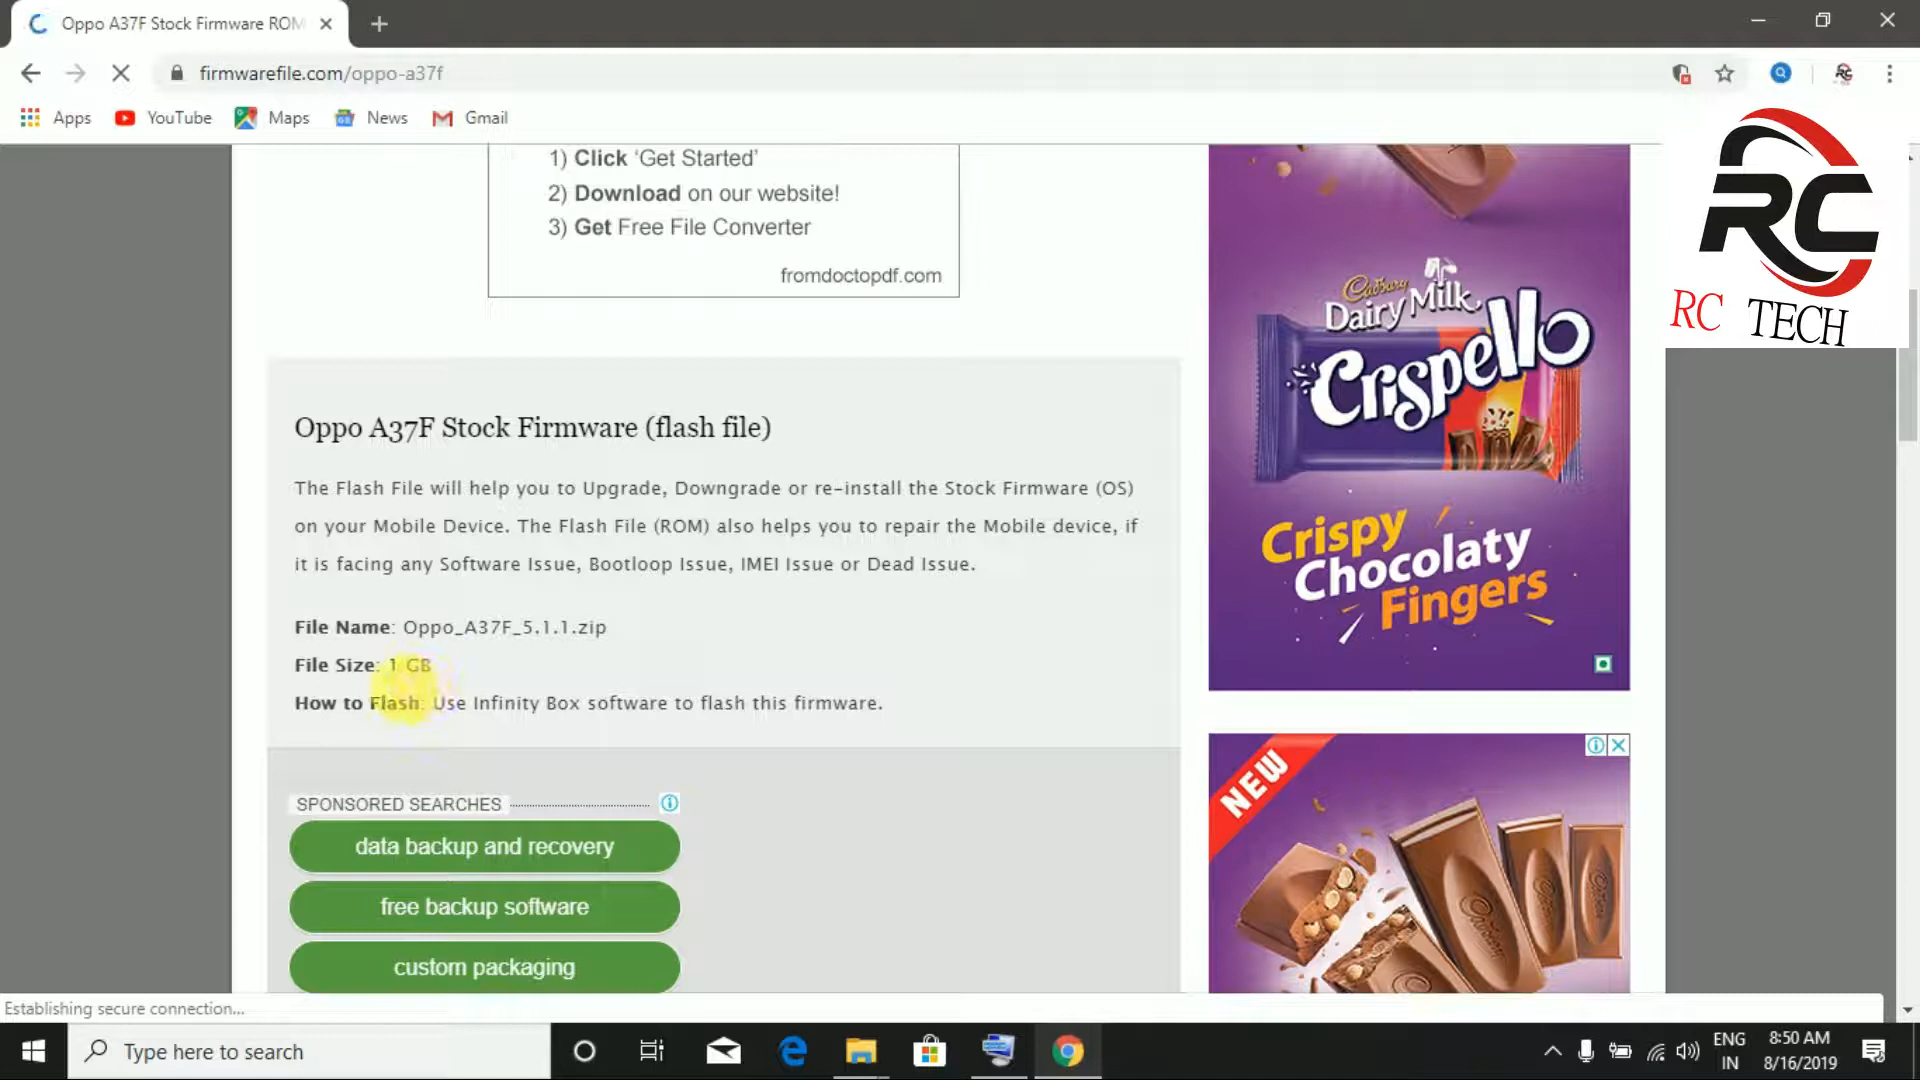 Oppo A37F Stock Firmware ROM
firmwarefile.com/oppo-a37f
Apps
YouTube
Maps
News
Gmail
1) Click ‘Get Started’
2) Download on our website!
3) Get Free File Converter
fromdoctopdf.com
RC
RC TECH
Cadbury
Dairy Milk
Crispello
Crispy
Chocolaty
Fingers
Oppo A37F Stock Firmware (flash file)
The Flash File will help you to Upgrade, Downgrade or re-install the Stock Firmware (OS)
on your Mobile Device. The Flash File (ROM) also helps you to repair the Mobile device, if
it is facing any Software Issue, Bootloop Issue, IMEI Issue or Dead Issue.
File Name: Oppo_A37F_5.1.1.zip
File Size: 1 GB
How to Flash: Use Infinity Box software to flash this firmware.
NEW
SPONSORED SEARCHES
data backup and recovery
free backup software
custom packaging
Establishing secure connection...
Type here to search
ENG
IN
8:50 AM
8/16/2019